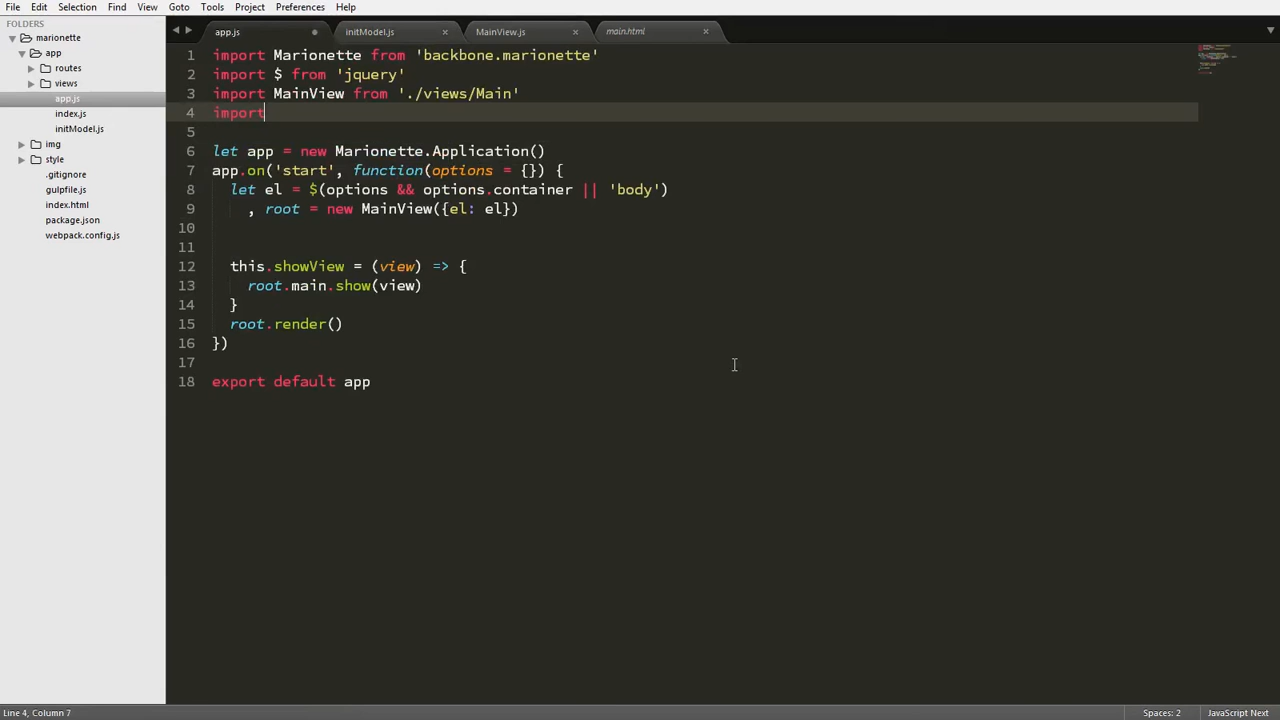 File Edit Selection Find View Goto Tools Project Preferences Help
FOLDERS
marionette
app
routes
views
app.js
index.js
initModel.js
img
style
.gitignore
gulpfile.js
index.html
package.json
webpack.config.js
app.js initModel.js MainView.js main.html
1 import Marionette from 'backbone.marionette'
2 import $ from 'jquery'
3 import MainView from './views/Main'
4 import
5
6 let app = new Marionette.Application()
7 app.on('start', function(options = {}) {
8 let el = $(options && options.container || 'body')
9 , root = new MainView({el: el})
10
11
12 this.showView = (view) => {
13 root.main.show(view)
14 }
15 root.render()
16 })
17
18 export default app
Line 4, Column 7 Spaces: 2 JavaScript Next